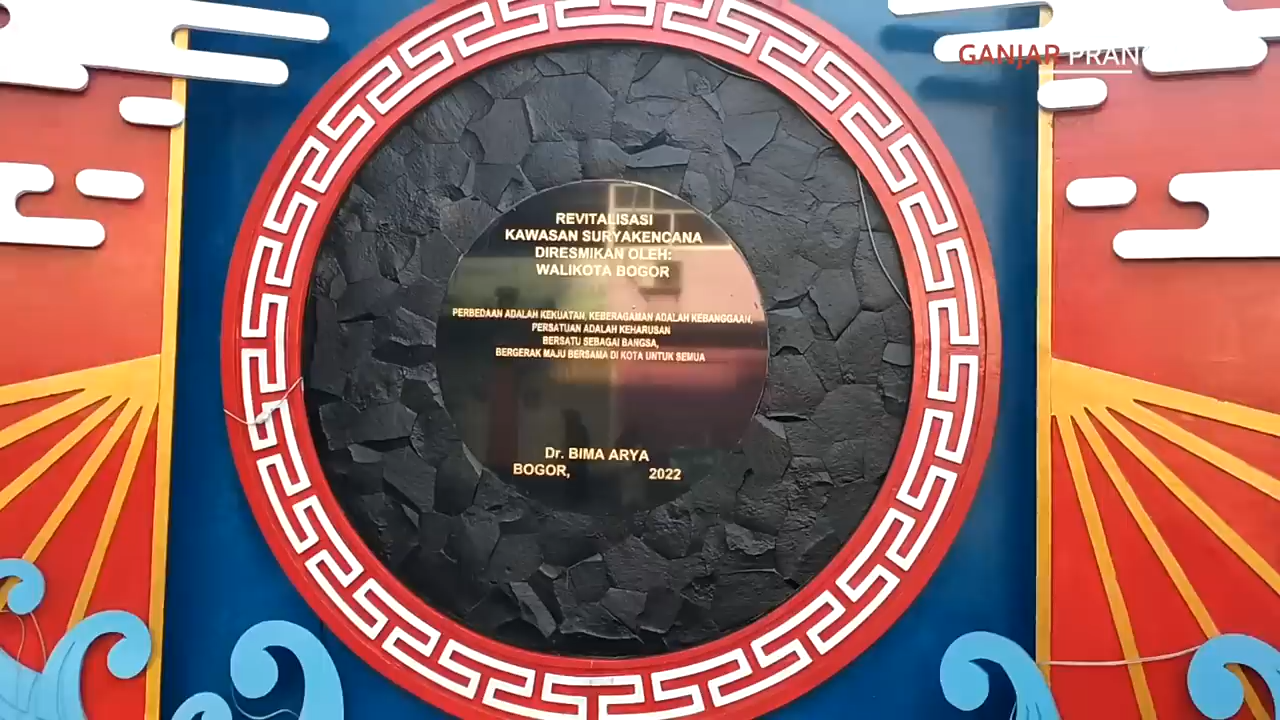 GANJAR PRAN
REVITALISASI
KAWASAN SURYAKENCANA
DIRESMIKAN OLEH:
WALIKOTA BOGOR
PERBEDAAN ADALAH KEKUATAN, KEBERAGAMAN ADALAH KEBANGGAAN,
PERSATUAN ADALAH KEHARUSAN
BERSATU SEBAGAI BANGSA,
BERGERAK MAJU BERSAMA DI KOTA UNTUK SEMUA
Dr. BIMA ARYA
BOGOR, 2022